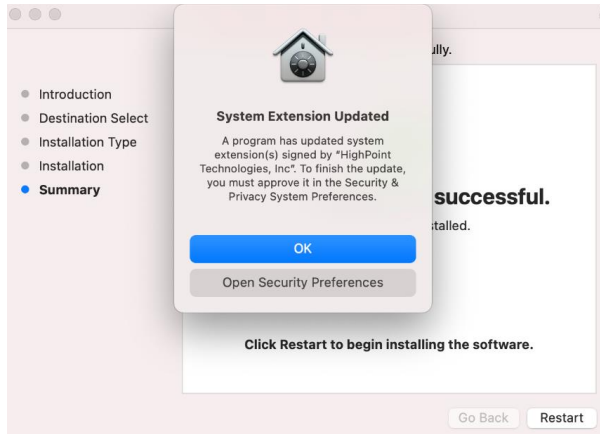 ully.
Introduction
Destination Select
Installation Type
Installation
Summary
System Extension Updated
A program has updated system
extension(s) signed by "HighPoint
Technologies, Inc". To finish the update,
you must approve it in the Security &
Privacy System Preferences.
OK
Open Security Preferences
successful.
stalled.
Click Restart to begin installing the software.
Go Back
Restart